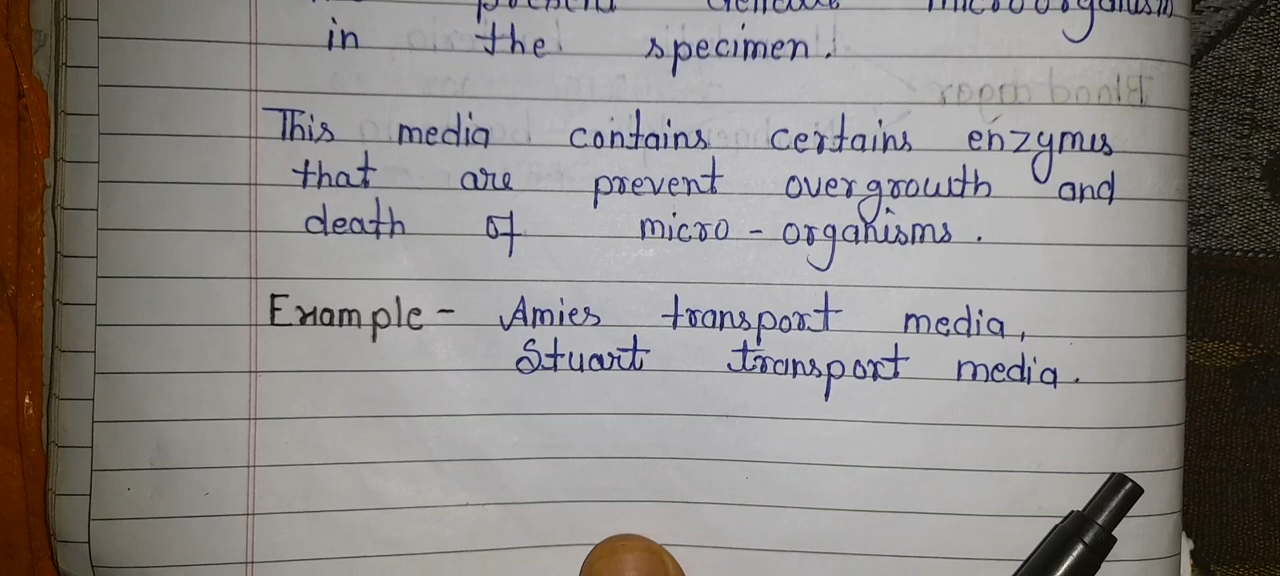 microorganism
in the specimen.
This media contains certains enzymes
that are prevent overgrowth and
death of micro-organisms.
Example - Amies transport media,
Stuart transport media.